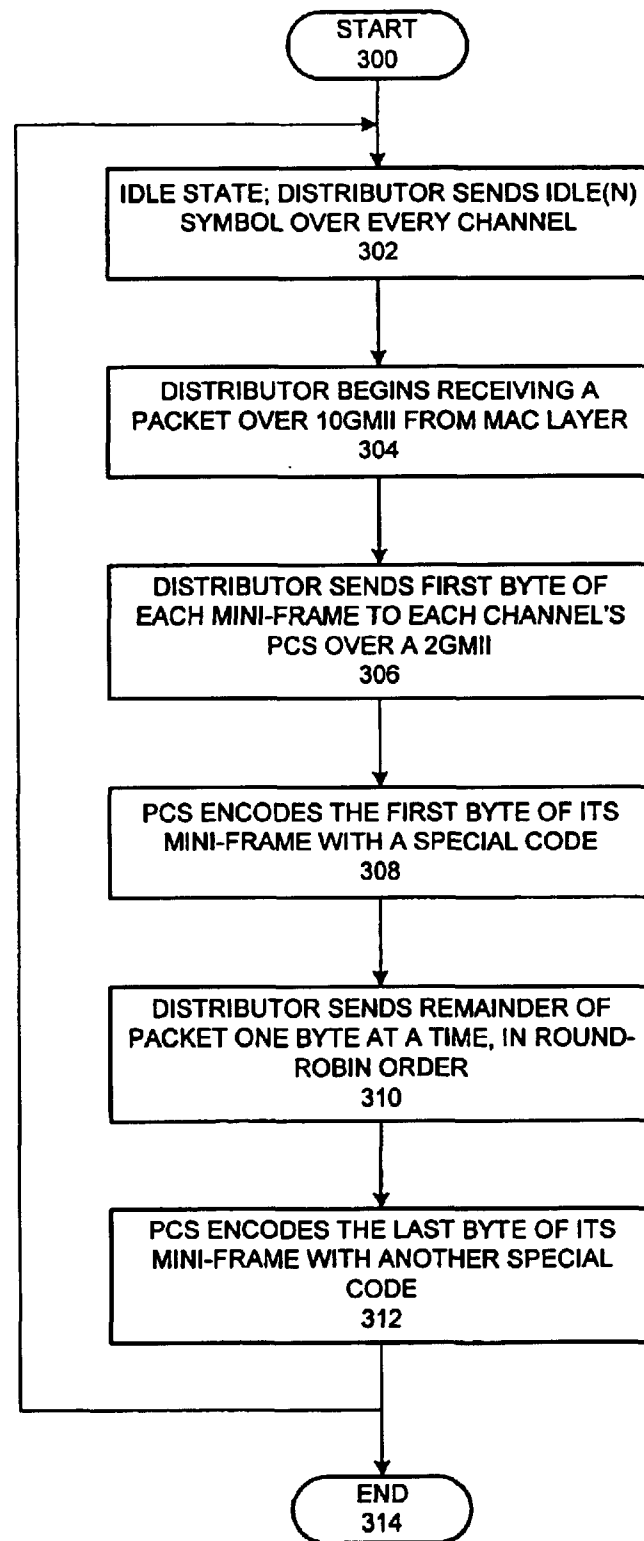 START
300
IDLE STATE; DISTRIBUTOR SENDS IDLE(N)
SYMBOL OVER EVERY CHANNEL
302
DISTRIBUTOR BEGINS RECEIVING A
PACKET OVER 10GMII FROM MAC LAYER
304
DISTRIBUTOR SENDS FIRST BYTE OF
EACH MINI-FRAME TO EACH CHANNEL'S
PCS OVER A 2GMII
306
PCS ENCODES THE FIRST BYTE OF ITS
MINI-FRAME WITH A SPECIAL CODE
308
DISTRIBUTOR SENDS REMAINDER OF
PACKET ONE BYTE AT A TIME, IN ROUND-
ROBIN ORDER
310
PCS ENCODES THE LAST BYTE OF ITS
MINI-FRAME WITH ANOTHER SPECIAL
CODE
312
END
314